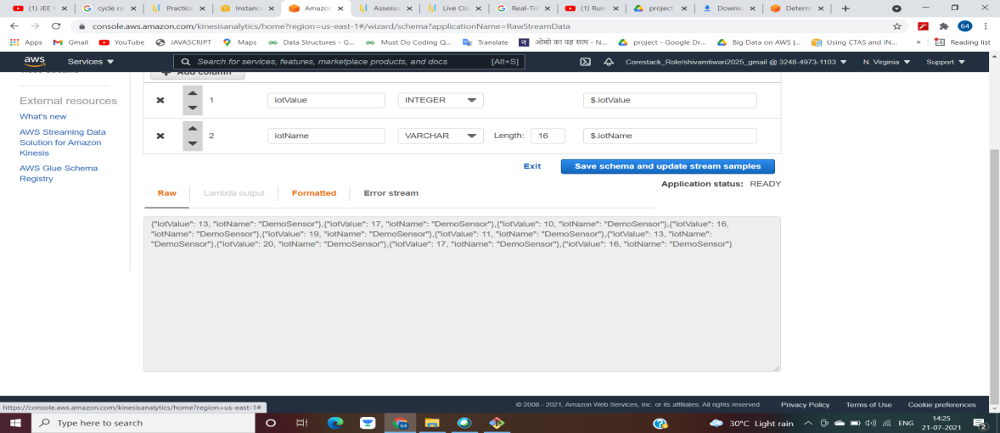 (1) JEE
cycle ra
Practice
Instanc
Amazor
Assessn
Live Cla
Real-Ti
(1) Run
project
Downlo
Determ
console.aws.amazon.com/kinesisanalytics/home?region=us-east-1#/wizard/schema?applicationName=RawStreamData
64
Apps Gmail YouTube JAVASCRIPT Maps Data Structures - G... Must Do Coding Q... Translate ओशो का वह सत्य - N... project - Google Dr... Big Data on AWS |... Using CTAS and IN... » Reading list
aws Services Search for services, features, marketplace products, and docs [Alt+S] Corestack_Role/shivamtiwari2025_gmail @ 3248-4973-1103 N. Virginia Support
Add column
External resources
What's new
AWS Streaming Data
Solution for Amazon
Kinesis
AWS Glue Schema
Registry
1 iotValue INTEGER $.iotValue
2 iotName VARCHAR Length: 16 $.iotName
Exit Save schema and update stream samples
Application status: READY
Raw Lambda output Formatted Error stream
{"iotValue": 13, "iotName": "DemoSensor"},{"iotValue": 17, "iotName": "DemoSensor"},{"iotValue": 10, "iotName": "DemoSensor"},{"iotValue": 16,
"iotName": "DemoSensor"},{"iotValue": 19, "iotName": "DemoSensor"},{"iotValue": 11, "iotName": "DemoSensor"},{"iotValue": 13, "iotName":
"DemoSensor"},{"iotValue": 20, "iotName": "DemoSensor"},{"iotValue": 17, "iotName": "DemoSensor"},{"iotValue": 16, "iotName": "DemoSensor"}
https://console.aws.amazon.com/kinesisanalytics/home?region=us-east-1#
© 2008 - 2021, Amazon Web Services, Inc. or its affiliates. All rights reserved. Privacy Policy Terms of Use Cookie preferences
Type here to search
64
30°C Light rain
ENG
14:25
21-07-2021
2